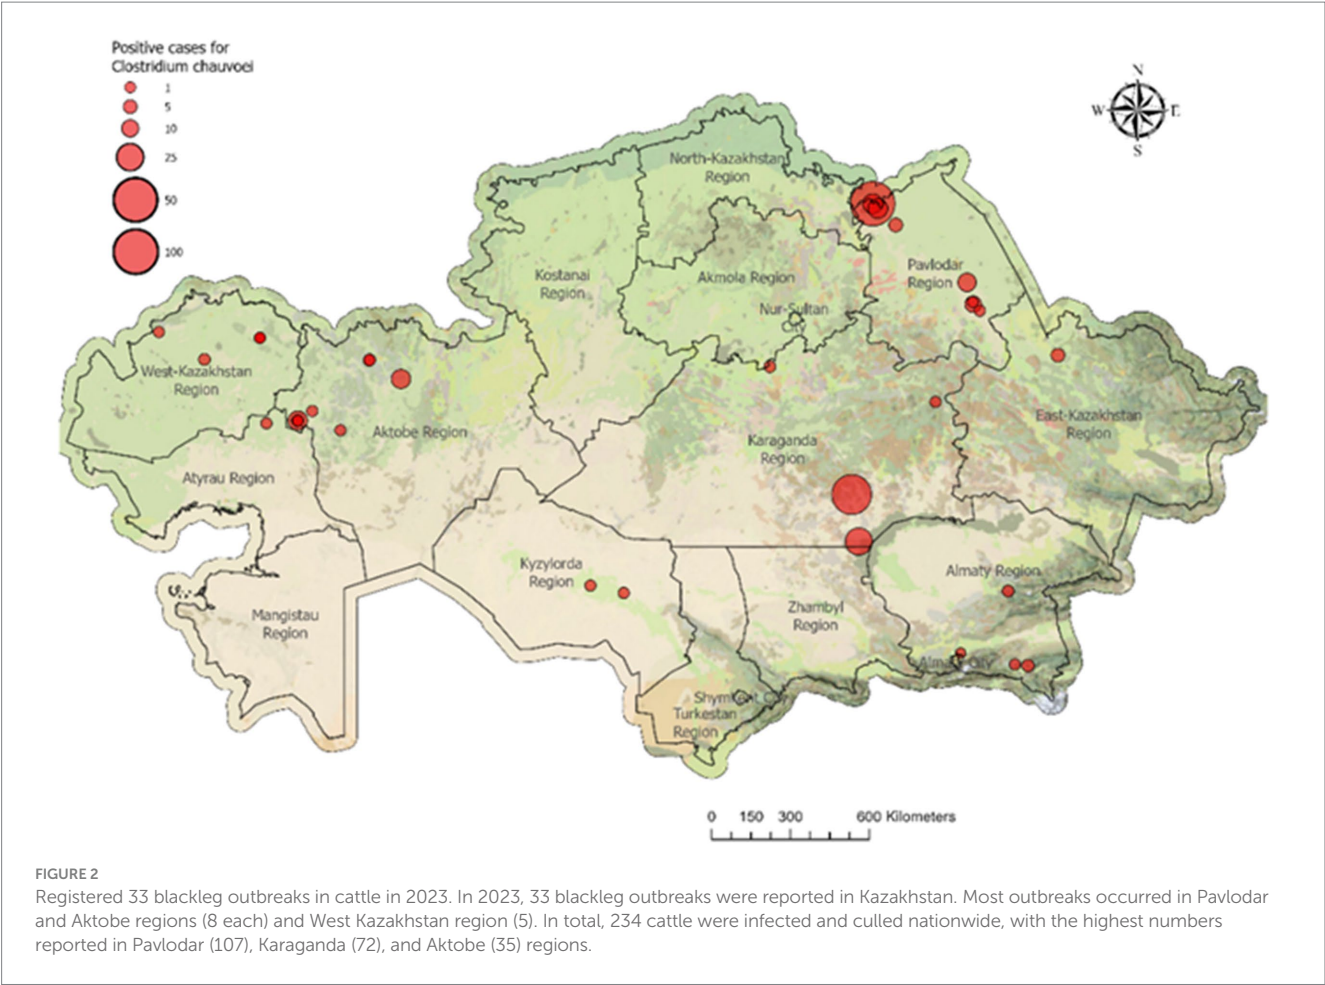 Positive cases for
Clostridium chauvoei
1
5
10
25
50
100
N
W
E
S
North-Kazakhstan
Region
Kostanai
Region
Akmola Region
Pavlodar
Region
Nur-Sultan
City
West-Kazakhstan
Region
Aktobe Region
Karaganda
Region
East-Kazakhstan
Region
Atyrau Region
Kyzylorda
Region
Almaty Region
Mangistau
Region
Zhambyl
Region
Almaty City
Shymkent City
Turkestan
Region
0 150 300 600 Kilometers
FIGURE 2
Registered 33 blackleg outbreaks in cattle in 2023. In 2023, 33 blackleg outbreaks were reported in Kazakhstan. Most outbreaks occurred in Pavlodar
and Aktobe regions (8 each) and West Kazakhstan region (5). In total, 234 cattle were infected and culled nationwide, with the highest numbers
reported in Pavlodar (107), Karaganda (72), and Aktobe (35) regions.